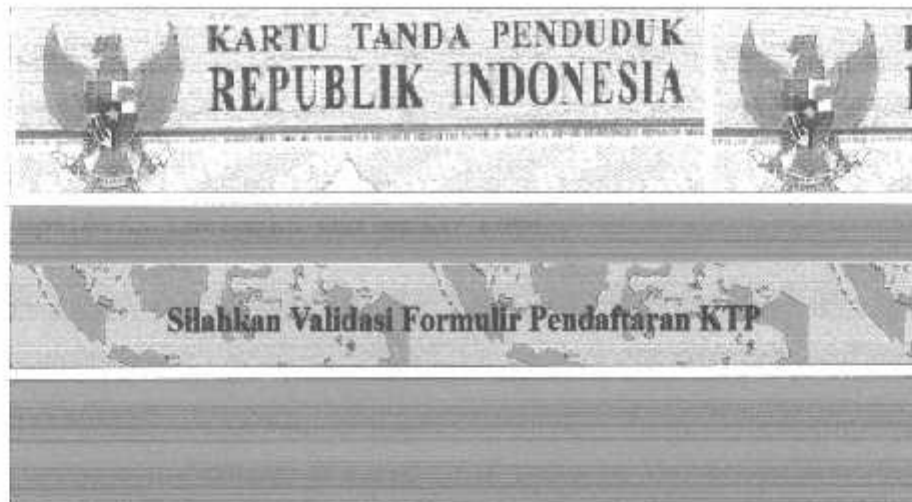 KARTU TANDA PENDUDUK
REPUBLIK INDONESIA
Silahkan Validasi Formulir Pendaftaran KTP